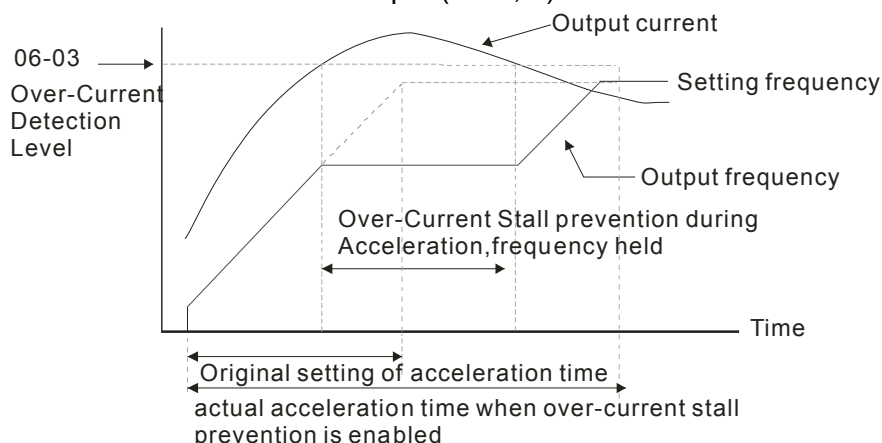 Output current
06-03
Over-Current
Detection
Level
Setting frequency
Output frequency
Over-Current Stall prevention during
Acceleration,frequency held
Time
Original setting of acceleration time
actual acceleration time when over-current stall
prevention is enabled